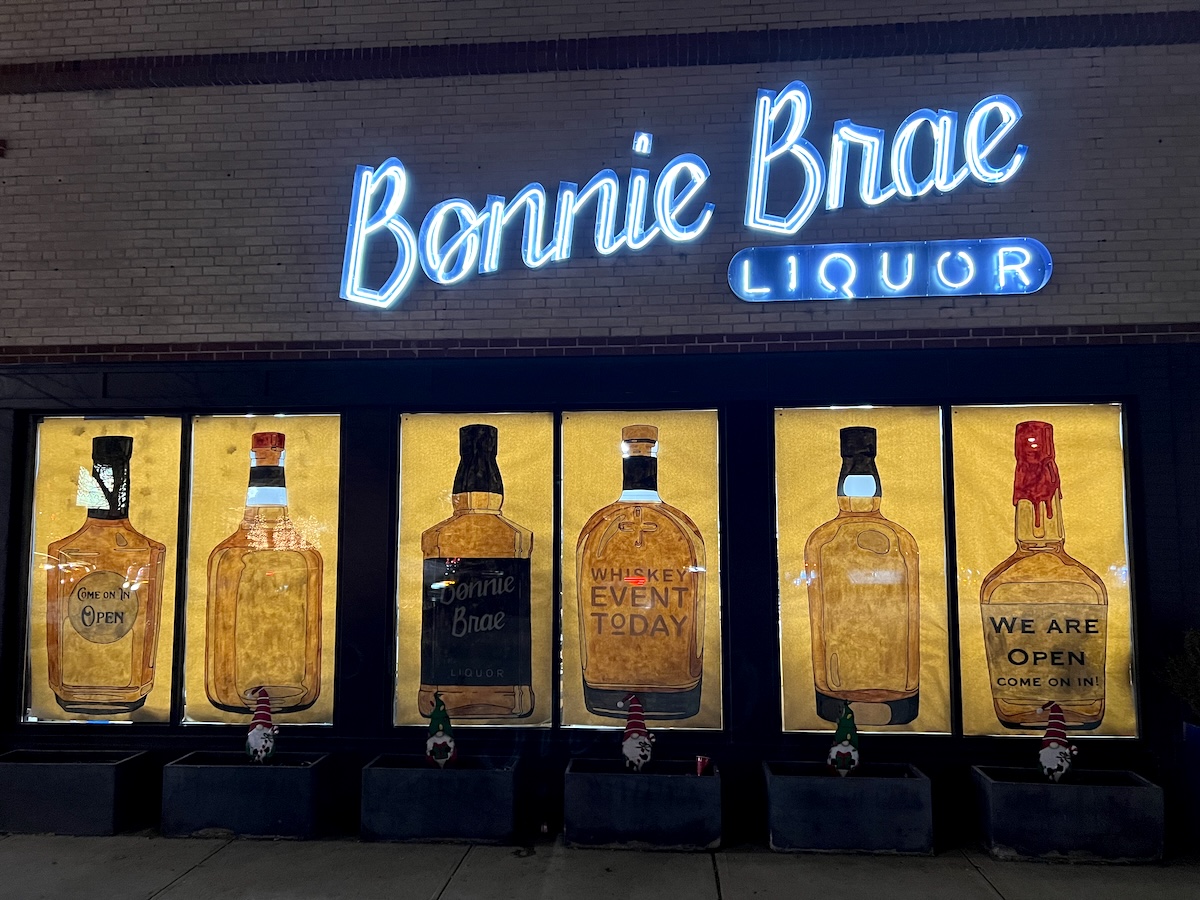 Bonnie Brae
LIQUOR
COME ON IN
OPEN
Bonnie
Brae
LIQUOR
WHISKEY
EVENT
TODAY
WE ARE
OPEN
COME ON IN!